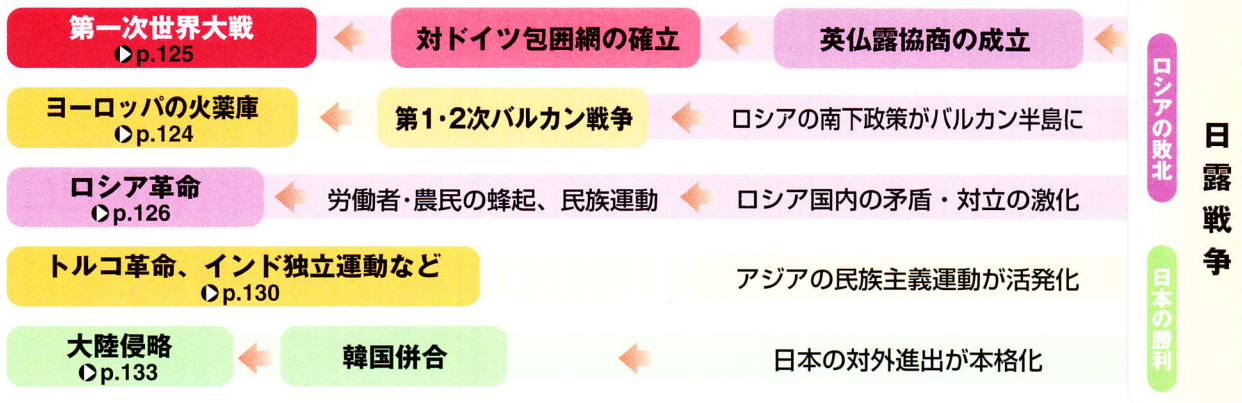 第一次世界大戦
p.125
対ドイツ包囲網の確立
英仏露協商の成立
ヨーロッパの火薬庫
p.124
第1・2次バルカン戦争
ロシアの南下政策がバルカン半島に
ロシア革命
p.126
労働者・農民の蜂起、民族運動
ロシア国内の矛盾・対立の激化
トルコ革命、インド独立運動など
p.130
アジアの民族主義運動が活発化
大陸侵略
p.133
韓国併合
日本の対外進出が本格化
ロシアの敗北
日本の勝利
日露戦争